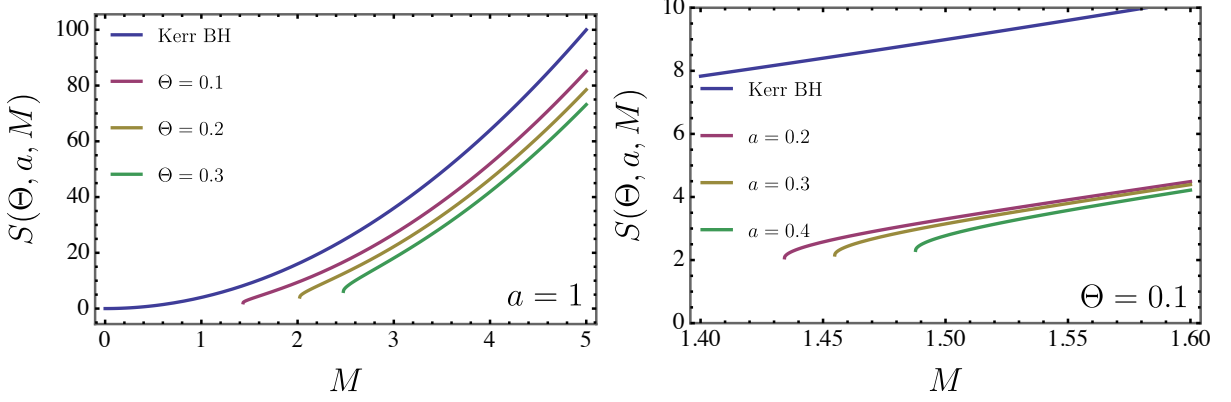 S(Θ, a, M)
100
80
60
40
20
0
Kerr BH
Θ = 0.1
Θ = 0.2
Θ = 0.3
a = 1
0 1 2 3 4 5
M
S(Θ, a, M)
10
8
6
4
2
0
Kerr BH
a = 0.2
a = 0.3
a = 0.4
Θ = 0.1
1.40 1.45 1.50 1.55 1.60
M